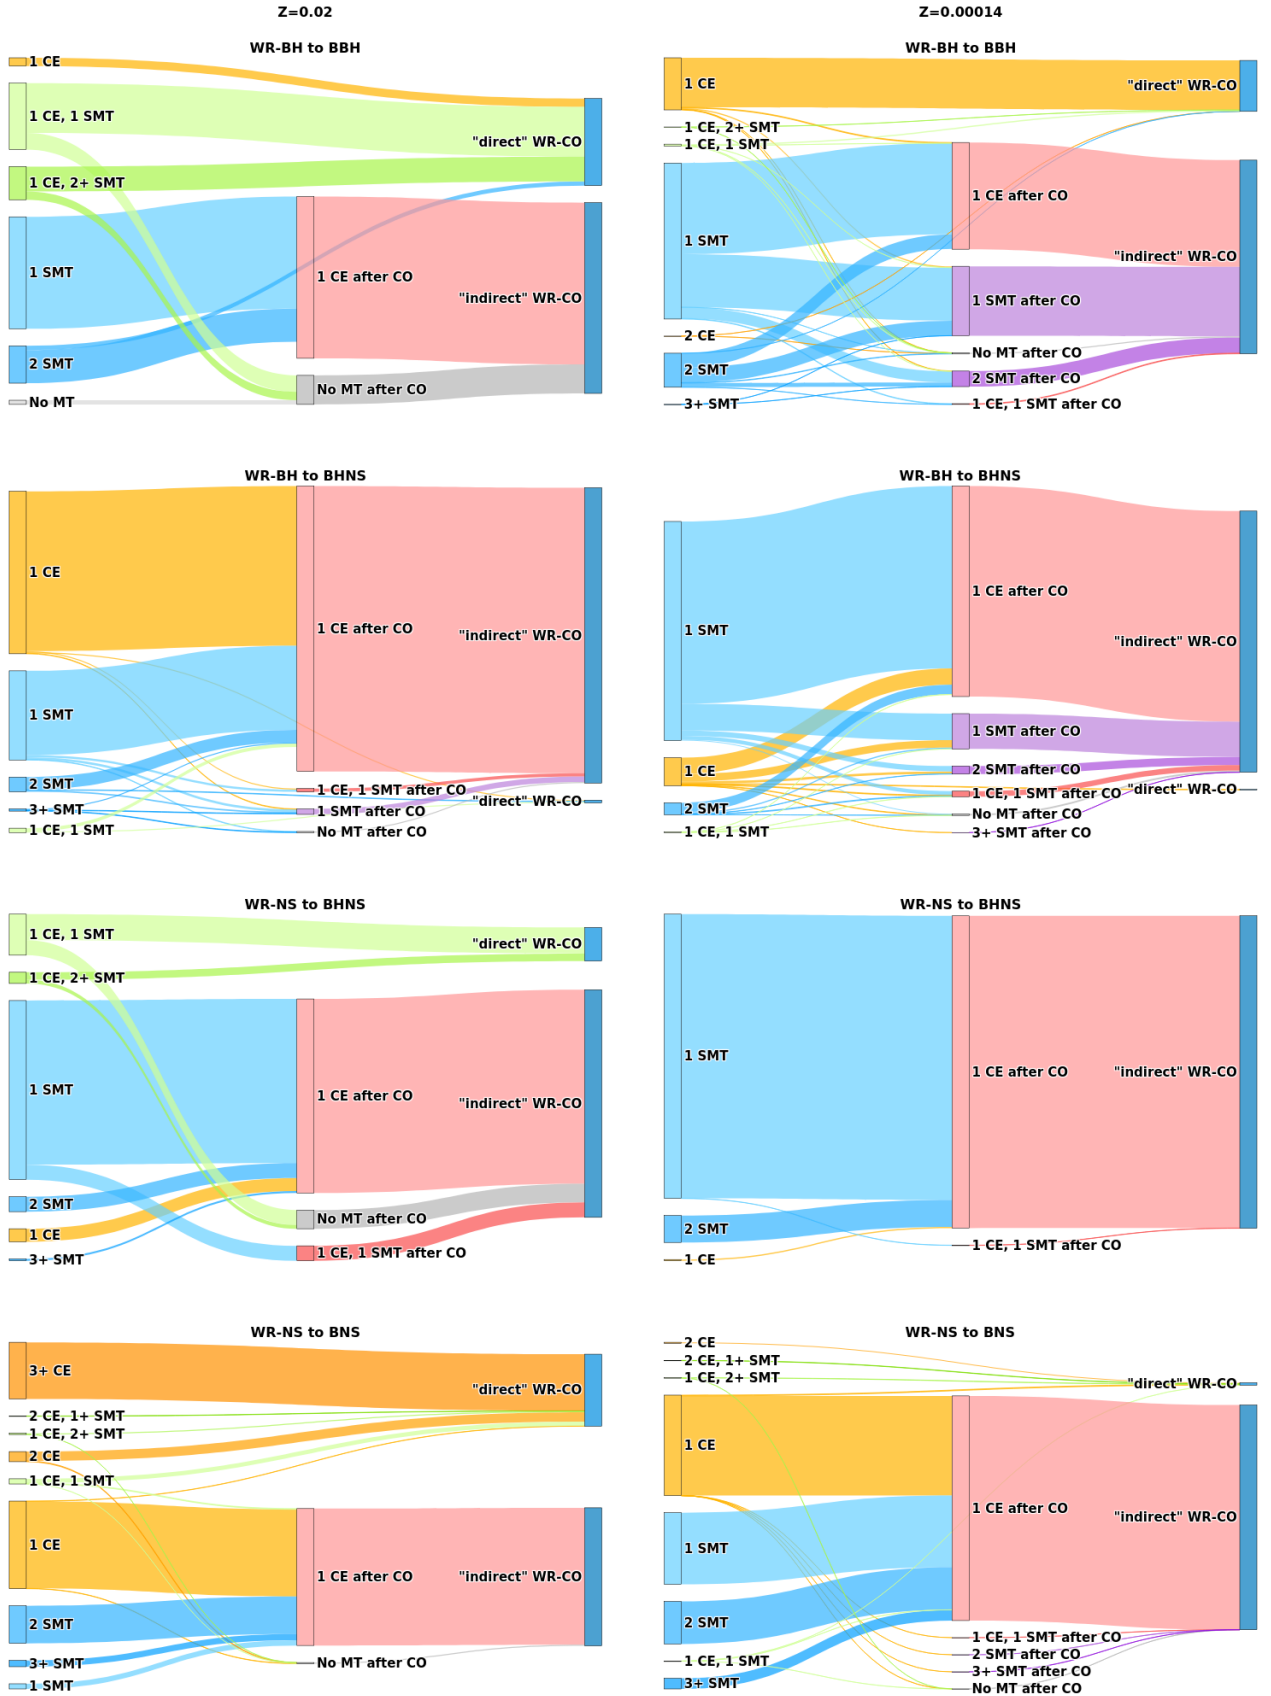 Z=0.02
Z=0.00014
WR-BH to BBH
1 CE
1 CE, 1 SMT
"direct" WR-CO
1 CE, 2+ SMT
1 SMT
1 CE after CO
"indirect" WR-CO
2 SMT
No MT after CO
No MT
WR-BH to BBH
1 CE
"direct" WR-CO
1 CE, 2+ SMT
1 CE, 1 SMT
1 CE after CO
1 SMT
"indirect" WR-CO
1 SMT after CO
2 CE
No MT after CO
2 SMT
2 SMT after CO
3+ SMT
1 CE, 1 SMT after CO
WR-BH to BHNS
1 CE
1 CE after CO
"indirect" WR-CO
1 SMT
2 SMT
1 CE, 1 SMT after CO
"direct" WR-CO
3+ SMT
1 SMT after CO
1 CE, 1 SMT
No MT after CO
WR-BH to BHNS
1 CE after CO
1 SMT
"indirect" WR-CO
1 SMT after CO
1 CE
2 SMT after CO
"direct" WR-CO
1 CE, 1 SMT after CO
2 SMT
No MT after CO
1 CE, 1 SMT
3+ SMT after CO
WR-NS to BHNS
1 CE, 1 SMT
"direct" WR-CO
1 CE, 2+ SMT
1 SMT
1 CE after CO
"indirect" WR-CO
2 SMT
No MT after CO
1 CE
1 CE, 1 SMT after CO
3+ SMT
WR-NS to BHNS
1 SMT
1 CE after CO
"indirect" WR-CO
2 SMT
1 CE, 1 SMT after CO
1 CE
WR-NS to BNS
3+ CE
"direct" WR-CO
2 CE, 1+ SMT
1 CE, 2+ SMT
2 CE
1 CE, 1 SMT
1 CE
1 CE after CO
"indirect" WR-CO
2 SMT
3+ SMT
No MT after CO
1 SMT
WR-NS to BNS
2 CE
2 CE, 1+ SMT
1 CE, 2+ SMT
"direct" WR-CO
1 CE
1 CE after CO
"indirect" WR-CO
1 SMT
2 SMT
1 CE, 1 SMT after CO
2 SMT after CO
1 CE, 1 SMT
3+ SMT after CO
3+ SMT
No MT after CO